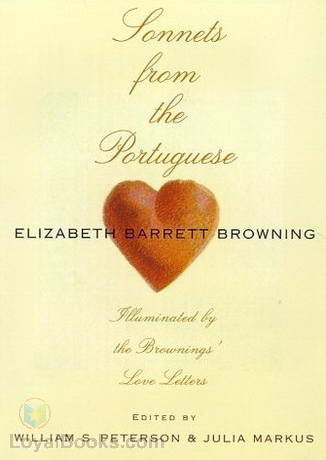 Sonnets
from
the
Portuguese
ELIZABETH BARRETT BROWNING
Illuminated by
the Brownings'
Love Letters
EDITED BY
WILLIAM S. PETERSON & JULIA MARKUS
LoyalBooks.com